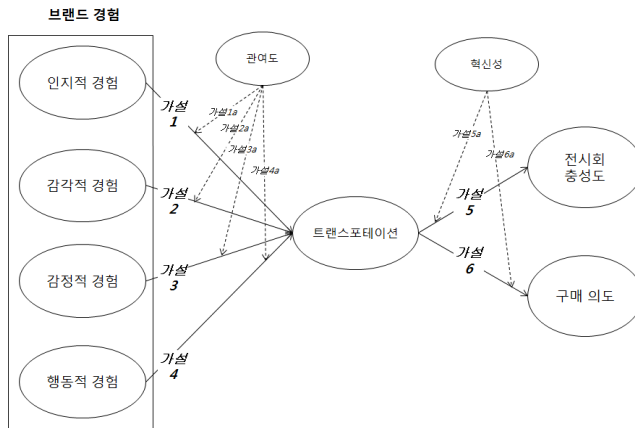 브랜드 경험
인지적 경험
관여도
혁신성
가설
1
가설1a
가설2a
가설3a
가설4a
가설5a
가설6a
전시회
충성도
감각적 경험
가설
2
가설
5
트랜스포테이션
감정적 경험
가설
3
가설
6
구매 의도
행동적 경험
가설
4